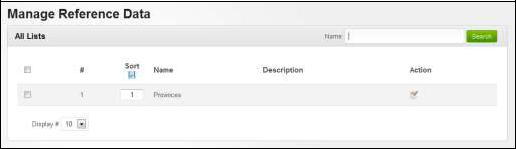 Manage Reference Data
All Lists Name: Search
# Sort Name Description Action
1 1 Provinces
Display # 10